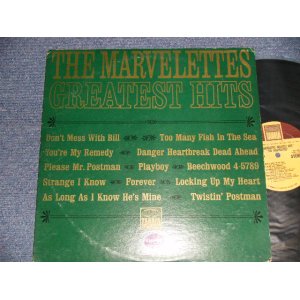 THE MARVELETTES
GREATEST HITS
Don't Mess With Bill Too Many Fish In The Sea
You're My Remedy Danger Heartbreak Dead Ahead
Please Mr. Postman Playboy Beechwood 4-5789
Strange I Know Forever Locking Up My Heart
As Long As I Know He's Mine Twistin' Postman
TAMLA